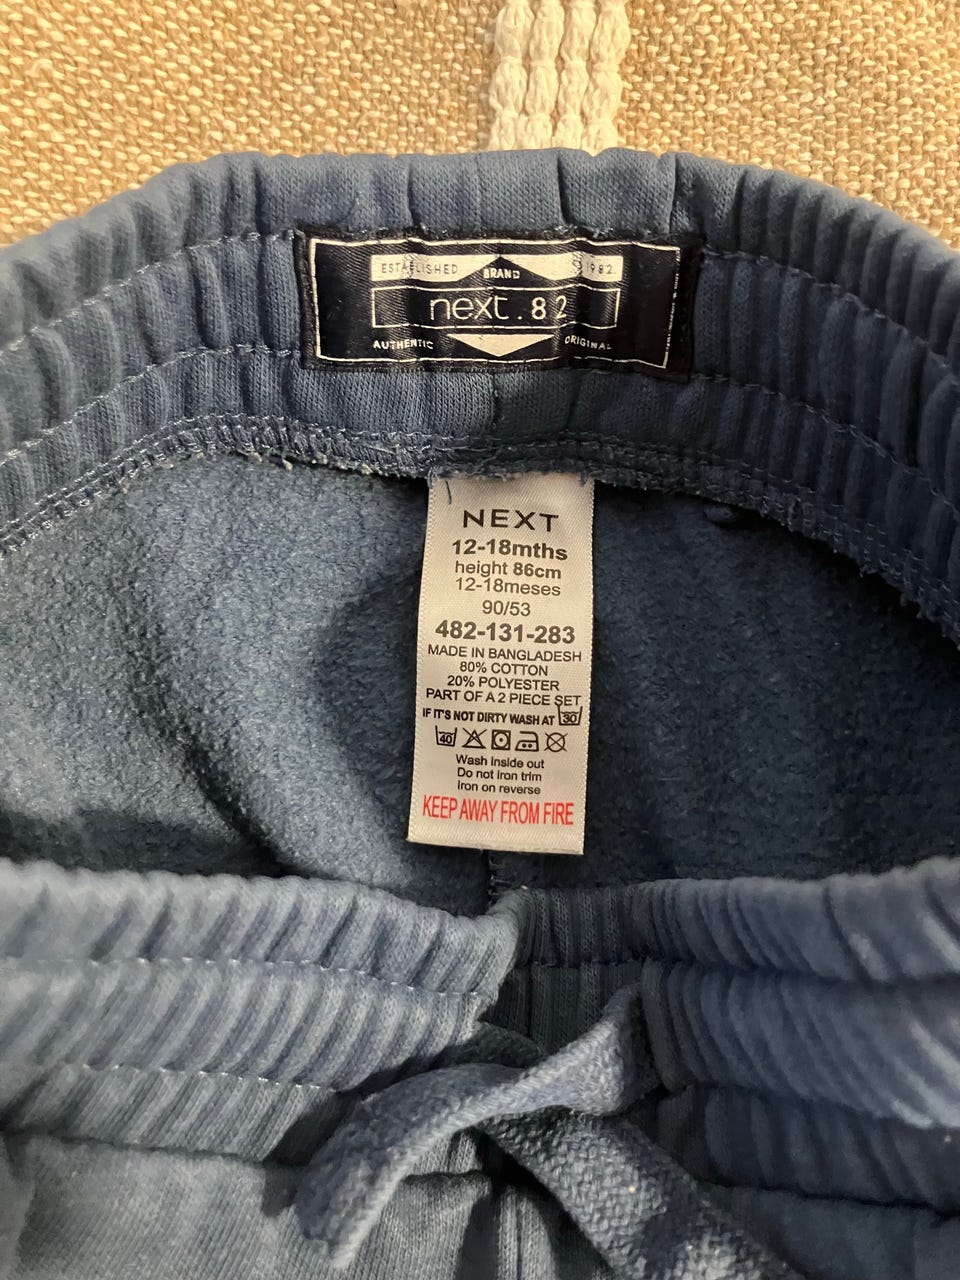 ESTABLISHED BRAND 1982.
next.82
AUTHENTIC ORIGINAL
NEXT
12-18mths
height 86cm
12-18meses
90/53
482-131-283
MADE IN BANGLADESH
80% COTTON
20% POLYESTER
PART OF A 2 PIECE SET
IF IT'S NOT DIRTY WASH AT 30
40
Wash inside out
Do not iron trim
Iron on reverse
KEEP AWAY FROM FIRE